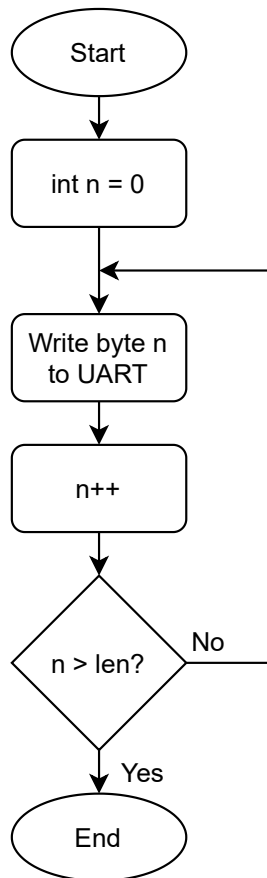 Start
int n = 0
Write byte n
to UART
n++
n > len?
No
Yes
End